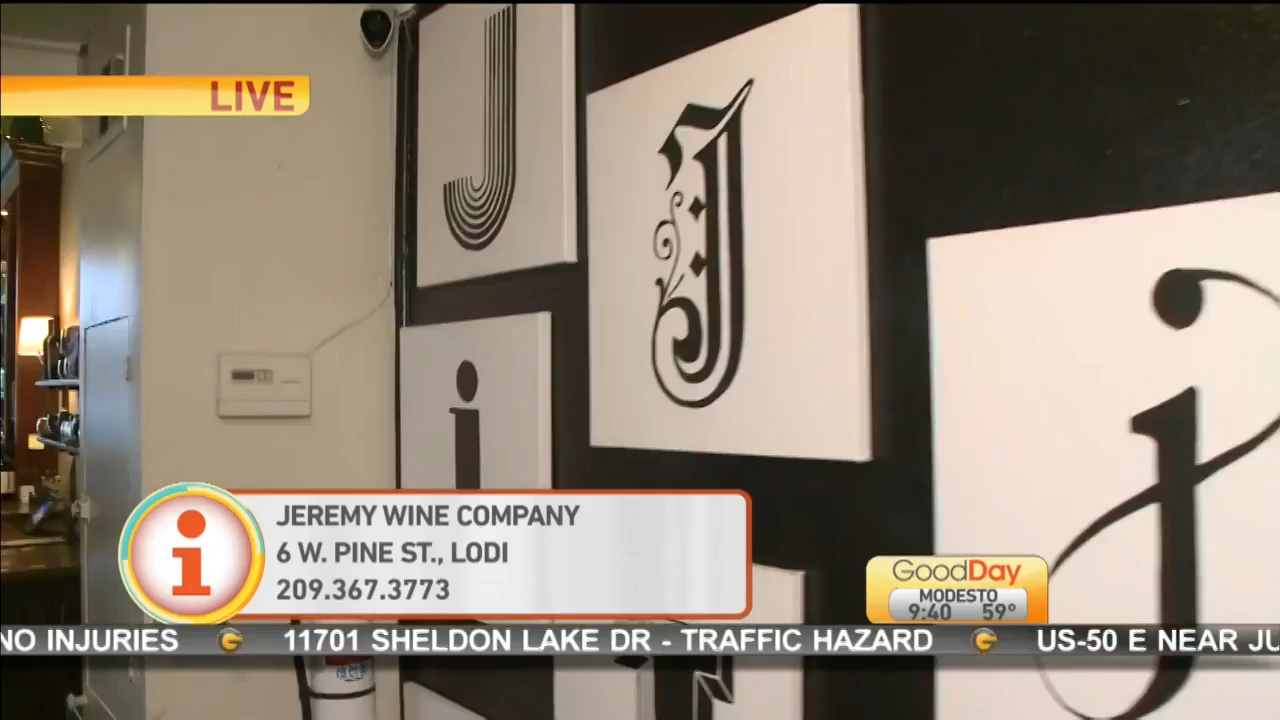 LIVE
J
J
j
j
i
JEREMY WINE COMPANY
6 W. PINE ST., LODI
209.367.3773
GoodDay
MODESTO
9:40 59°
NO INJURIES 11701 SHELDON LAKE DR - TRAFFIC HAZARD US-50 E NEAR JU